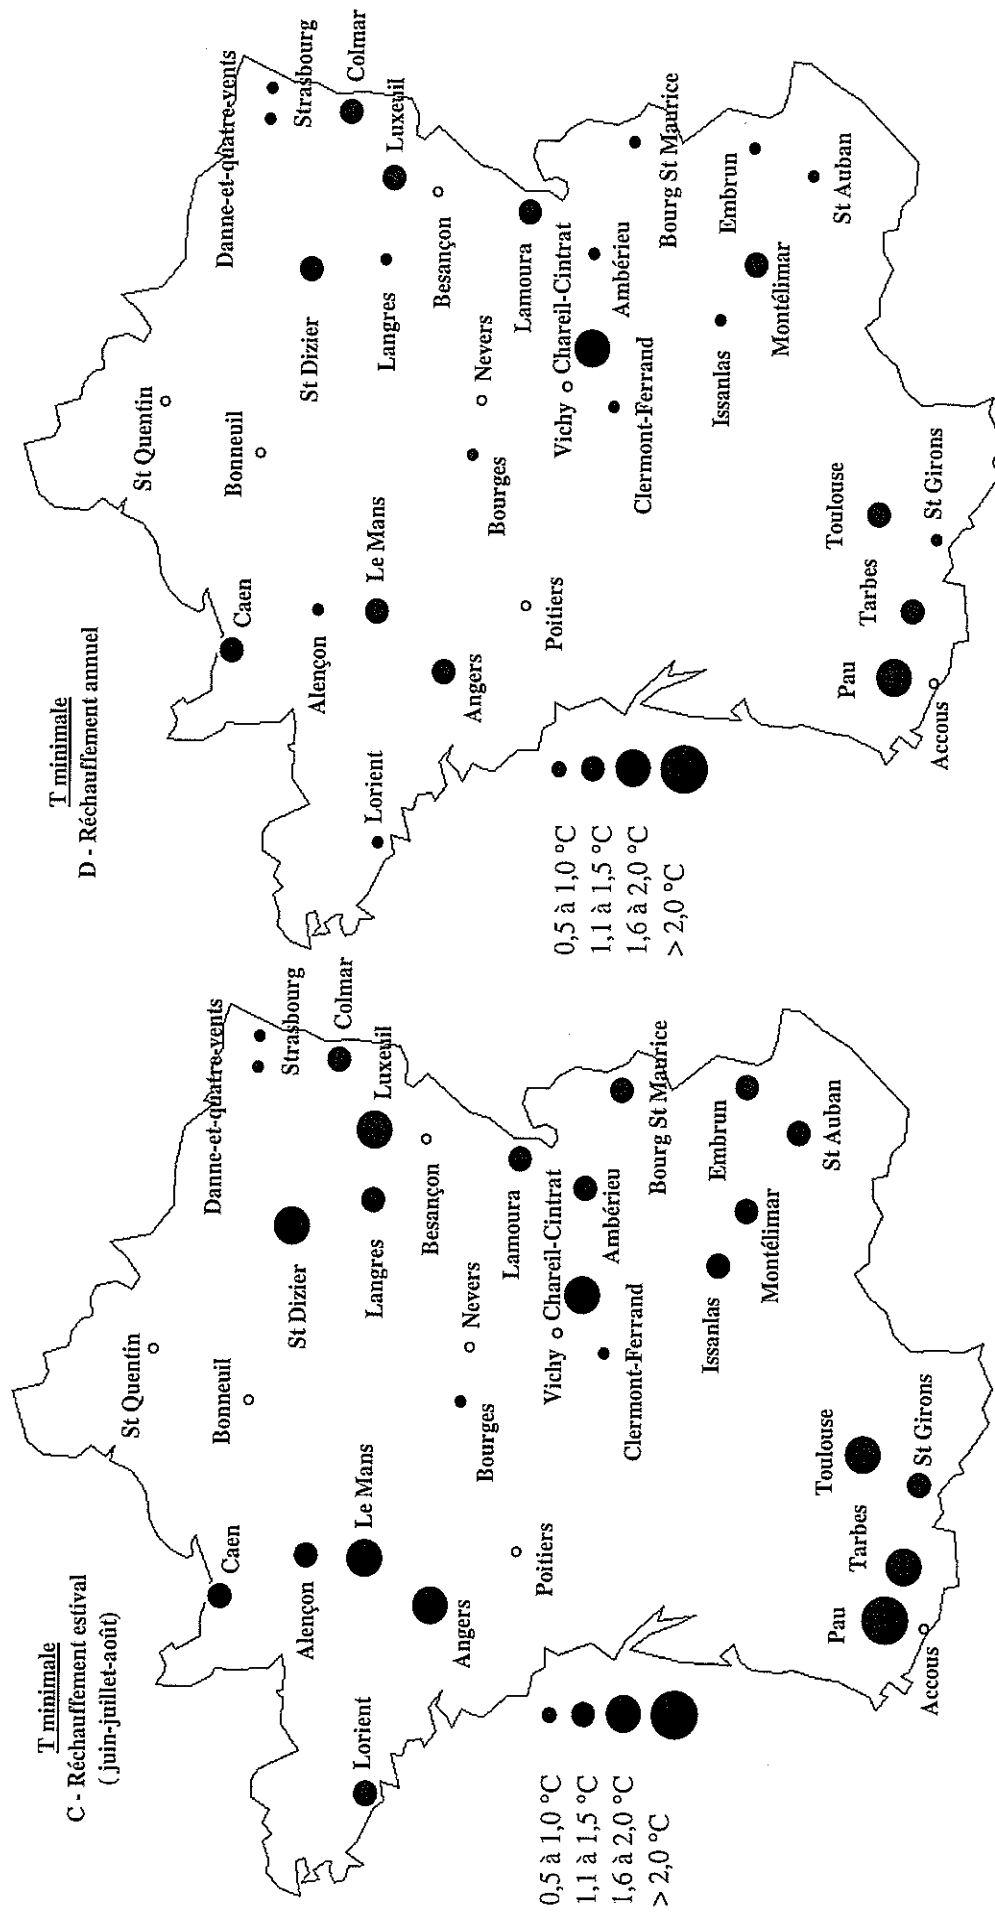 T minimale
C - Réchauffement estival
(juin-juillet-août)
St Quentin
Danne-et-quatre-vents
Strasbourg
Colmar
Caen
Bonneuil
St Dizier
Luxeuil
Alençon
Le Mans
Langres
Besançon
Lorient
Angers
Bourges
Nevers
Lamoura
Poitiers
Vichy
Chareil-Cintrat
Ambérieu
Bourg St Maurice
Clermont-Ferrand
Issanlas
Embrun
Montélimar
St Auban
Pau
Tarbes
Toulouse
St Girons
Accous
0,5 à 1,0 °C
1,1 à 1,5 °C
1,6 à 2,0 °C
> 2,0 °C
T minimale
D - Réchauffement annuel
St Quentin
Danne-et-quatre-vents
Strasbourg
Colmar
Caen
Bonneuil
St Dizier
Luxeuil
Alençon
Le Mans
Langres
Besançon
Lorient
Angers
Bourges
Nevers
Lamoura
Poitiers
Vichy
Chareil-Cintrat
Ambérieu
Bourg St Maurice
Clermont-Ferrand
Issanlas
Embrun
Montélimar
St Auban
Pau
Tarbes
Toulouse
St Girons
Accous
0,5 à 1,0 °C
1,1 à 1,5 °C
1,6 à 2,0 °C
> 2,0 °C